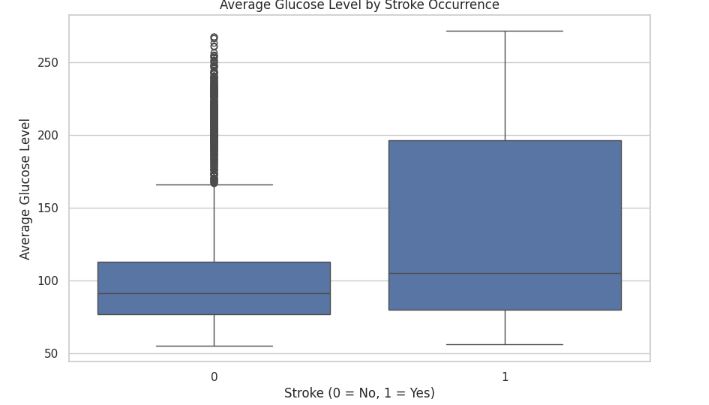 Average Glucose Level by Stroke Occurrence
250
200
150
100
50
Average Glucose Level
0
1
Stroke (0 = No, 1 = Yes)